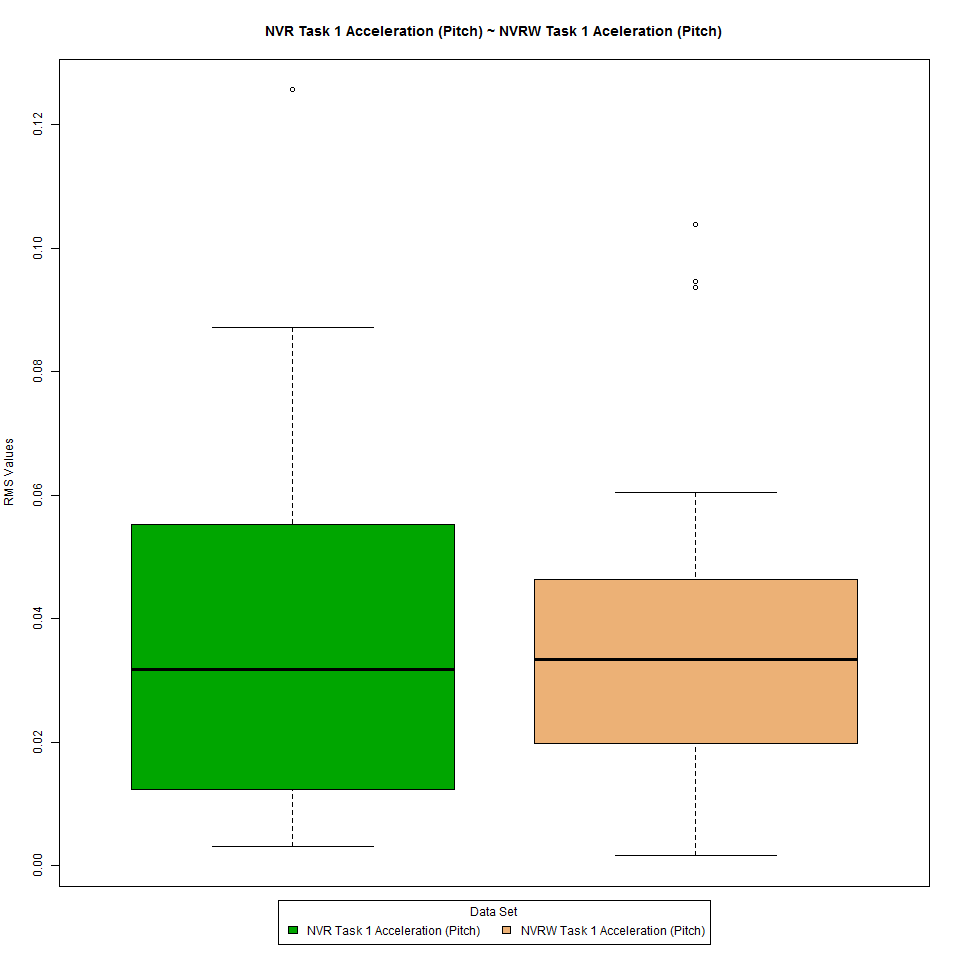 NVR Task 1 Acceleration (Pitch) ~ NVRW Task 1 Aceleration (Pitch)
RMS Values
0.12
0.10
0.08
0.06
0.04
0.02
0.00
Data Set
NVR Task 1 Acceleration (Pitch) NVRW Task 1 Acceleration (Pitch)